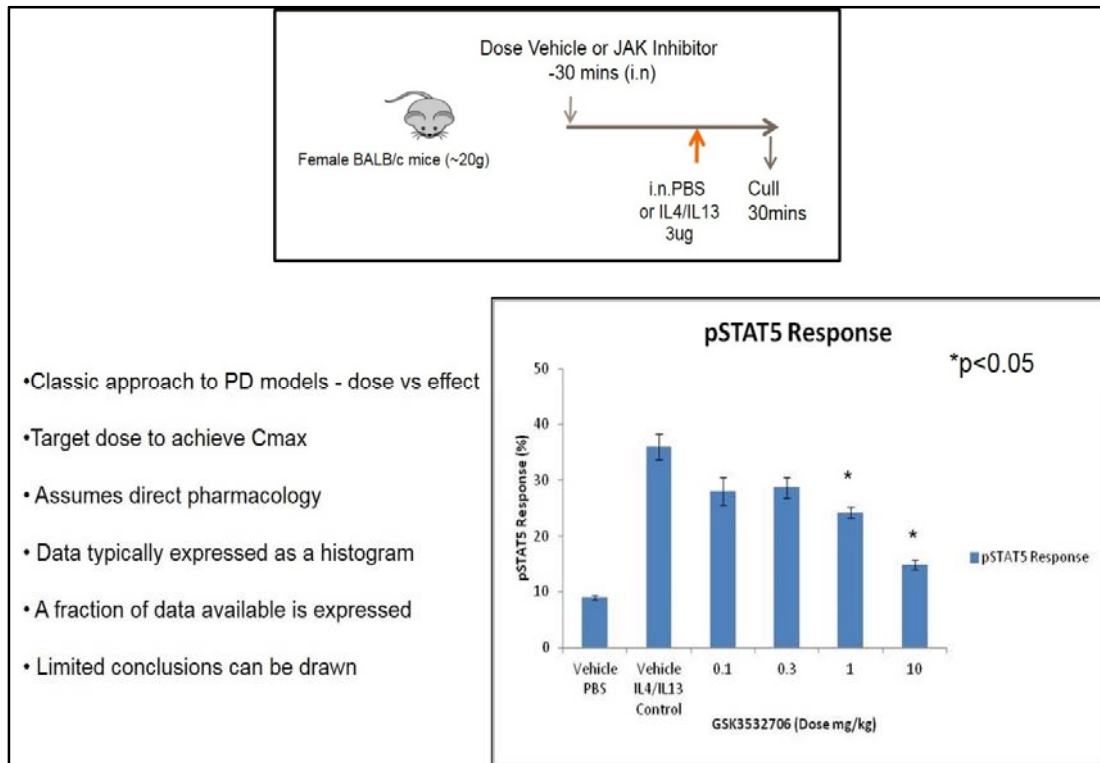 Dose Vehicle or JAK Inhibitor
-30 mins (i.n)
Female BALB/c mice (~20g)
i.n.PBS
or IL4/IL13
3ug
Cull
30mins
•Classic approach to PD models - dose vs effect
•Target dose to achieve Cmax
• Assumes direct pharmacology
• Data typically expressed as a histogram
• A fraction of data available is expressed
• Limited conclusions can be drawn
pSTAT5 Response
*p<0.05
pSTAT5 Response (%)
50
40
30
20
10
0
*
*
Vehicle
PBS
Vehicle
IL4/IL13
Control
0.1
0.3
1
10
GSK3532706 (Dose mg/kg)
pSTAT5 Response